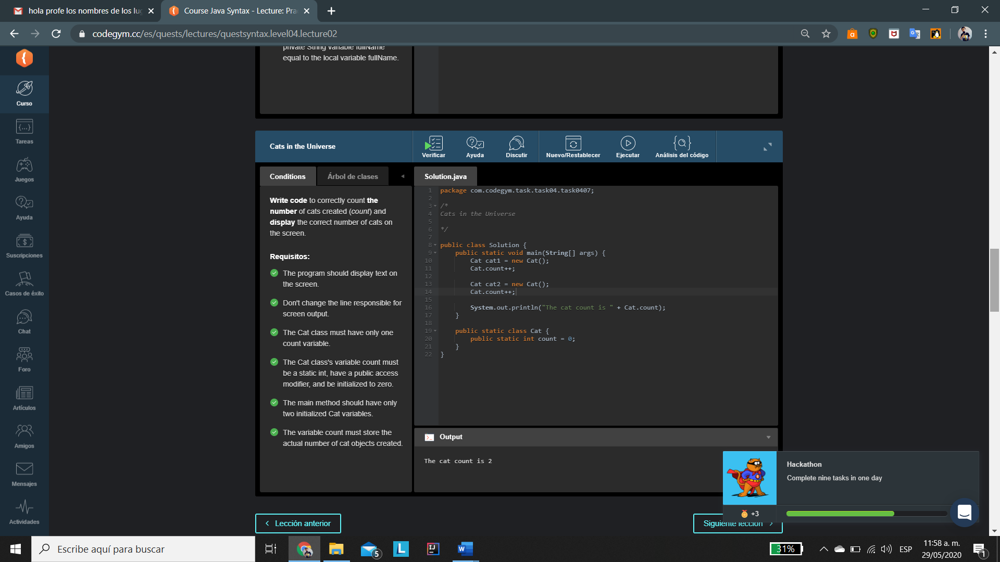 hola profe los nombres de los lug
Course Java Syntax - Lecture: Pra
codegym.cc/es/quests/lectures/questsyntax.level04.lecture02
Curso
Tareas
Juegos
Ayuda
Suscripciones
Casos de éxito
Chat
Foro
Artículos
Amigos
Mensajes
Actividades
private String variable fullName
equal to the local variable fullName.
Cats in the Universe
Verificar
Ayuda
Discutir
Nuevo/Restablecer
Ejecutar
Análisis del código
Conditions
Árbol de clases
Write code to correctly count the
number of cats created (count) and
display the correct number of cats on
the screen.
Requisitos:
The program should display text on
the screen.
Don't change the line responsible for
screen output.
The Cat class must have only one
count variable.
The Cat class's variable count must
be a static int, have a public access
modifier, and be initialized to zero.
The main method should have only
two initialized Cat variables.
The variable count must store the
actual number of cat objects created.
Solution.java
1 package com.codegym.task.task04.task0407;
2
3 /*
4 Cats in the Universe
5
6 */
7
8 public class Solution {
9 public static void main(String[] args) {
10 Cat cat1 = new Cat();
11 Cat.count++;
12
13 Cat cat2 = new Cat();
14 Cat.count++;
15
16 System.out.println("The cat count is " + Cat.count);
17 }
18
19 public static class Cat {
20 public static int count = 0;
21 }
22 }
Output
The cat count is 2
Hackathon
Complete nine tasks in one day
+3
Lección anterior
Siguiente lección
Escribe aquí para buscar
5
L
IJ
W
31%
ESP
11:58 a. m.
29/05/2020
1